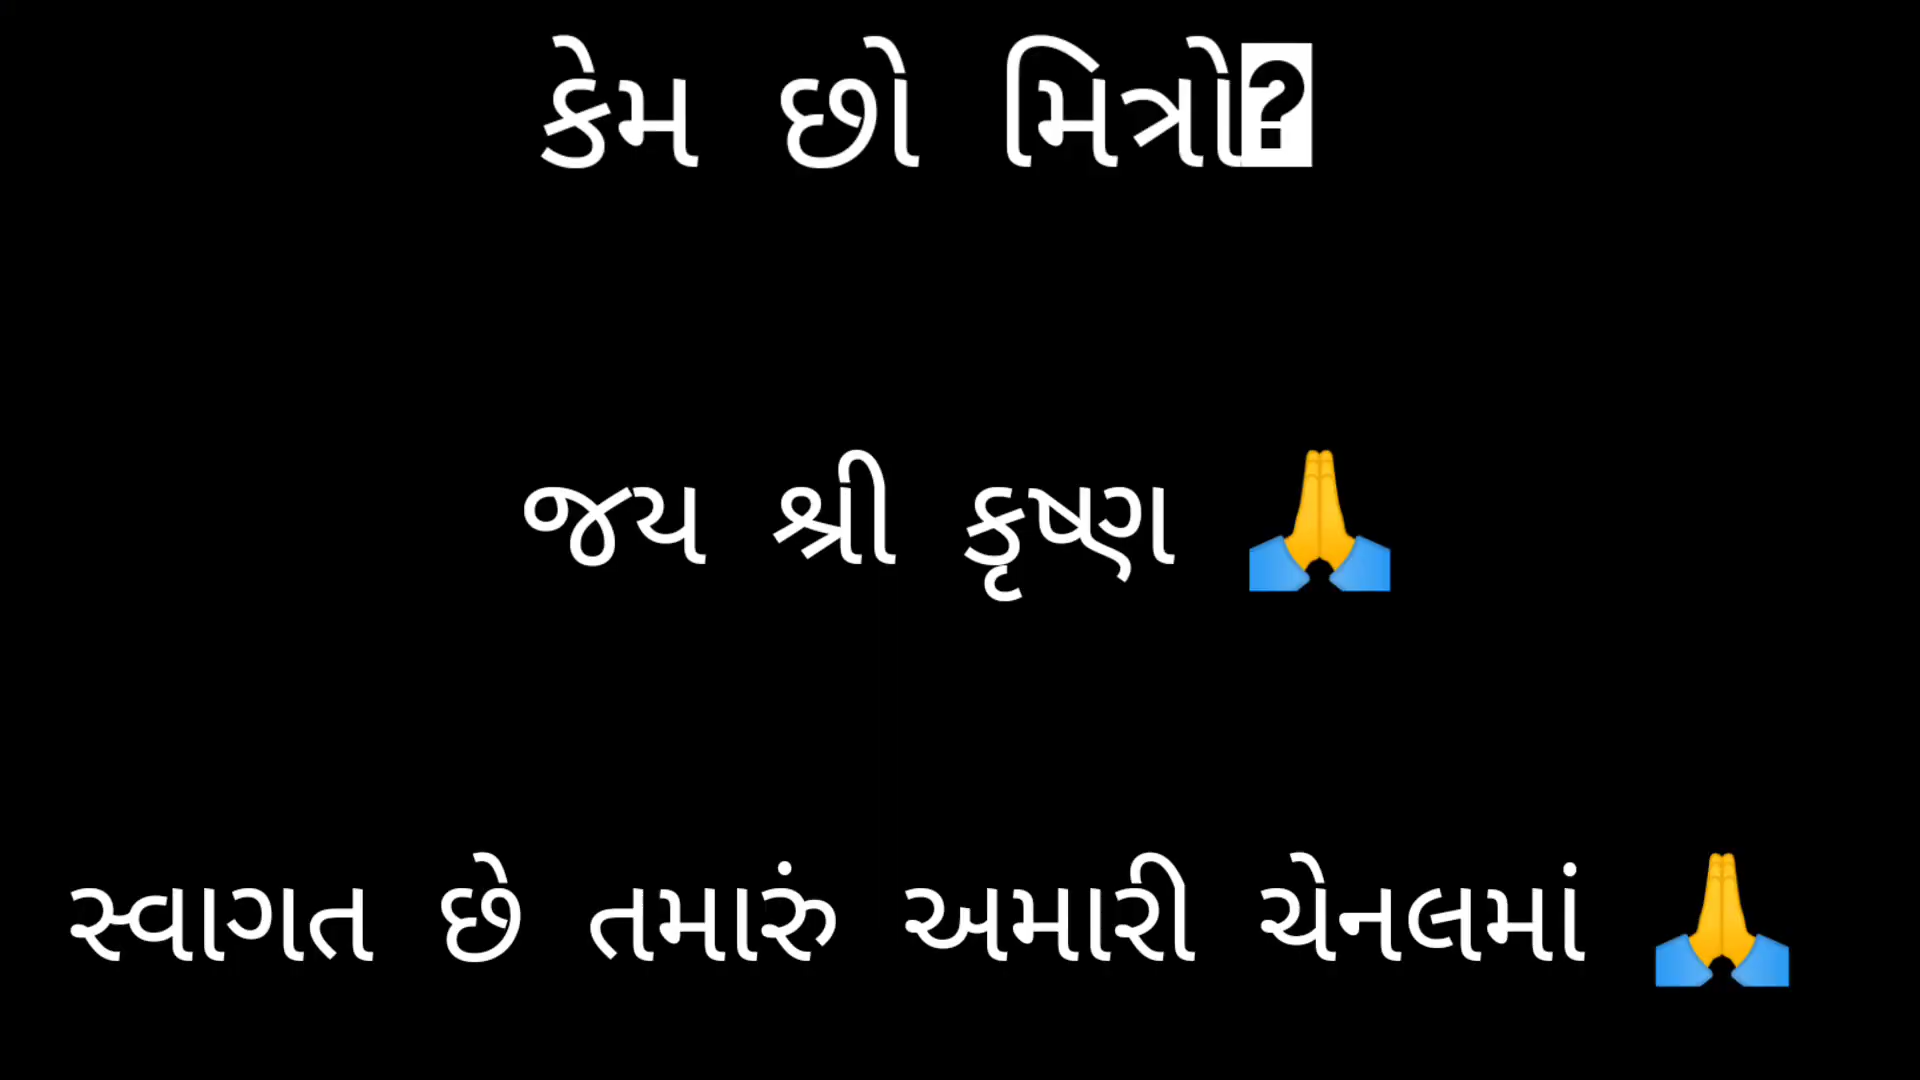 કેમ છો મિત્રો?
જય શ્રી કૃષ્ણ 🙏
સ્વાગત છે તમારું અમારી ચેનલમાં 🙏